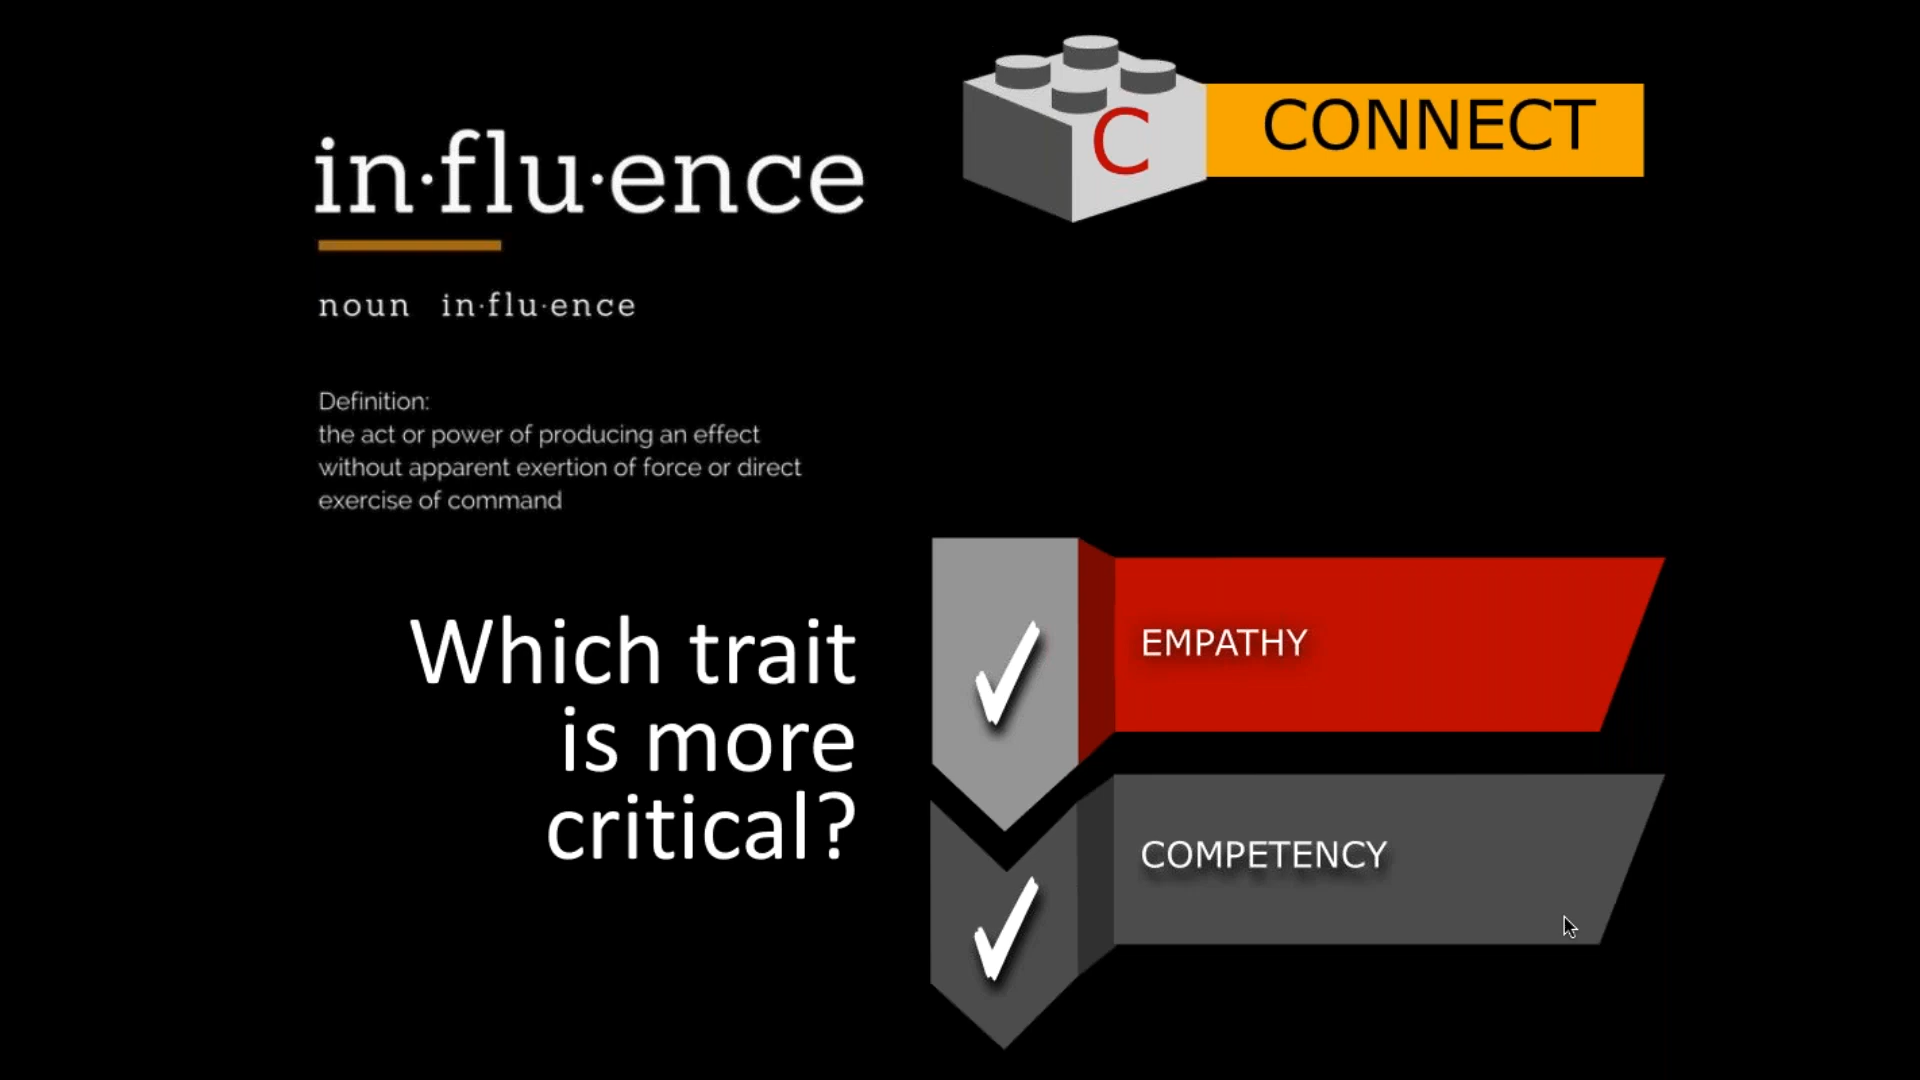 in·flu·ence
noun in·flu·ence
Definition:
the act or power of producing an effect
without apparent exertion of force or direct
exercise of command
C
CONNECT
Which trait
is more
critical?
EMPATHY
COMPETENCY